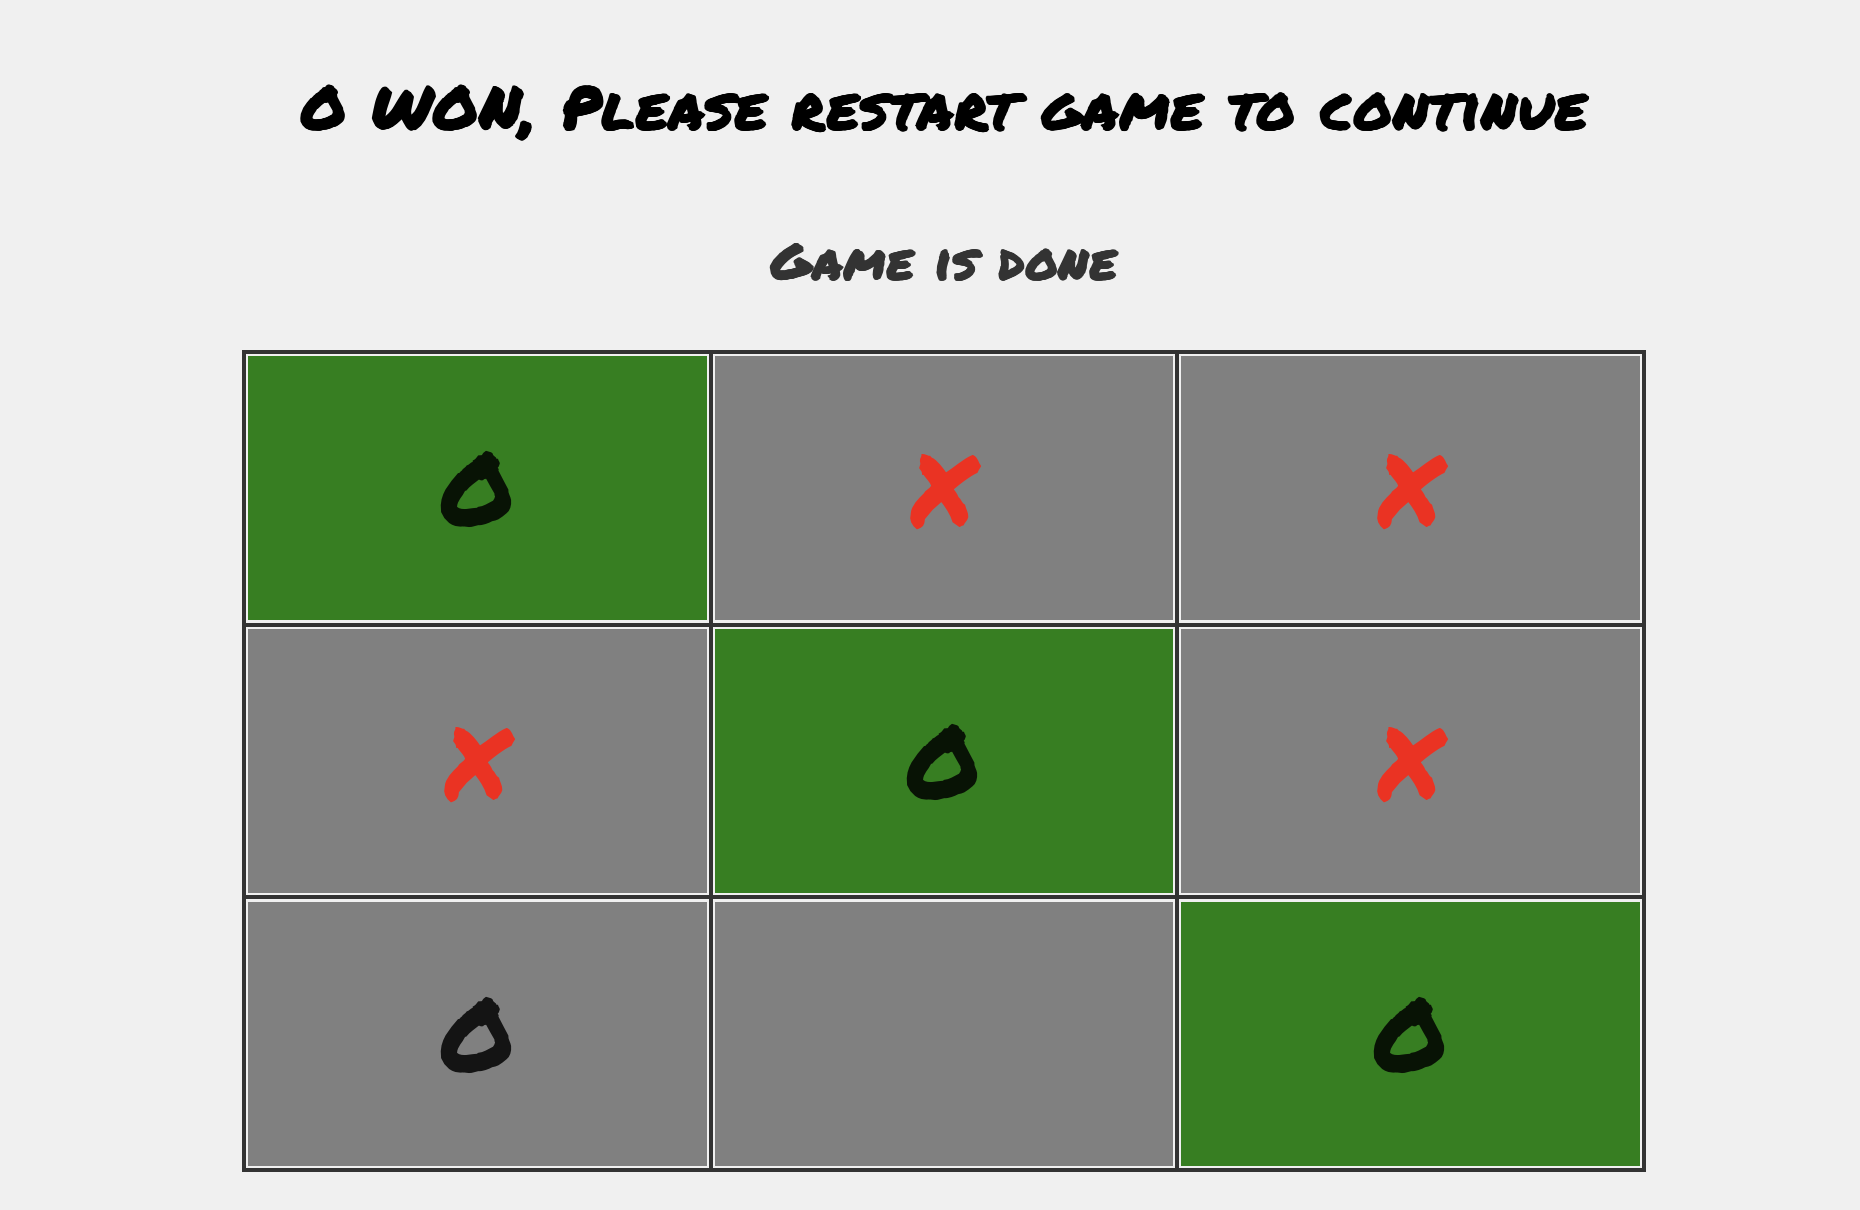 O WON, Please restart game to continue
Game is done
O X X
X O X
O O